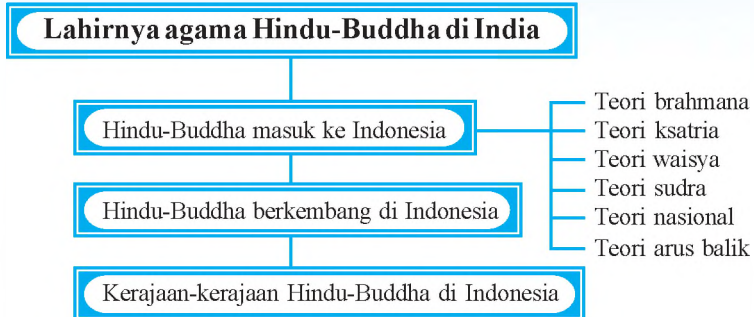 Lahirnya agama Hindu-Buddha di India
Hindu-Buddha masuk ke Indonesia
Teori brahmana
Teori ksatria
Teori waisya
Teori sudra
Teori nasional
Teori arus balik
Hindu-Buddha berkembang di Indonesia
Kerajaan-kerajaan Hindu-Buddha di Indonesia